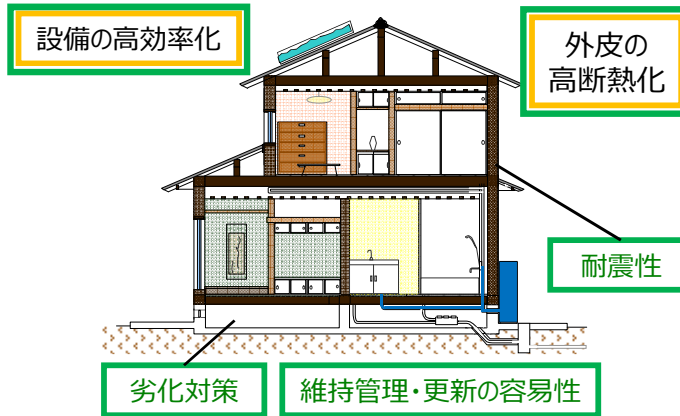 設備の高効率化
外皮の
高断熱化
耐震性
劣化対策
維持管理・更新の容易性